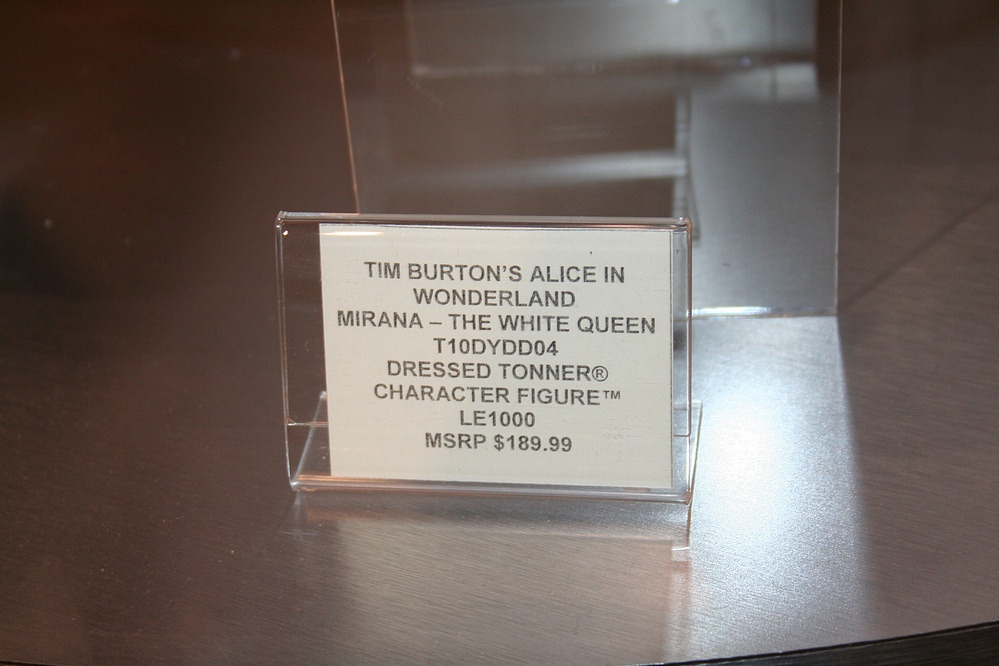 TIM BURTON'S ALICE IN
WONDERLAND
MIRANA – THE WHITE QUEEN
T10DYDD04
DRESSED TONNER®
CHARACTER FIGURE™
LE1000
MSRP $189.99